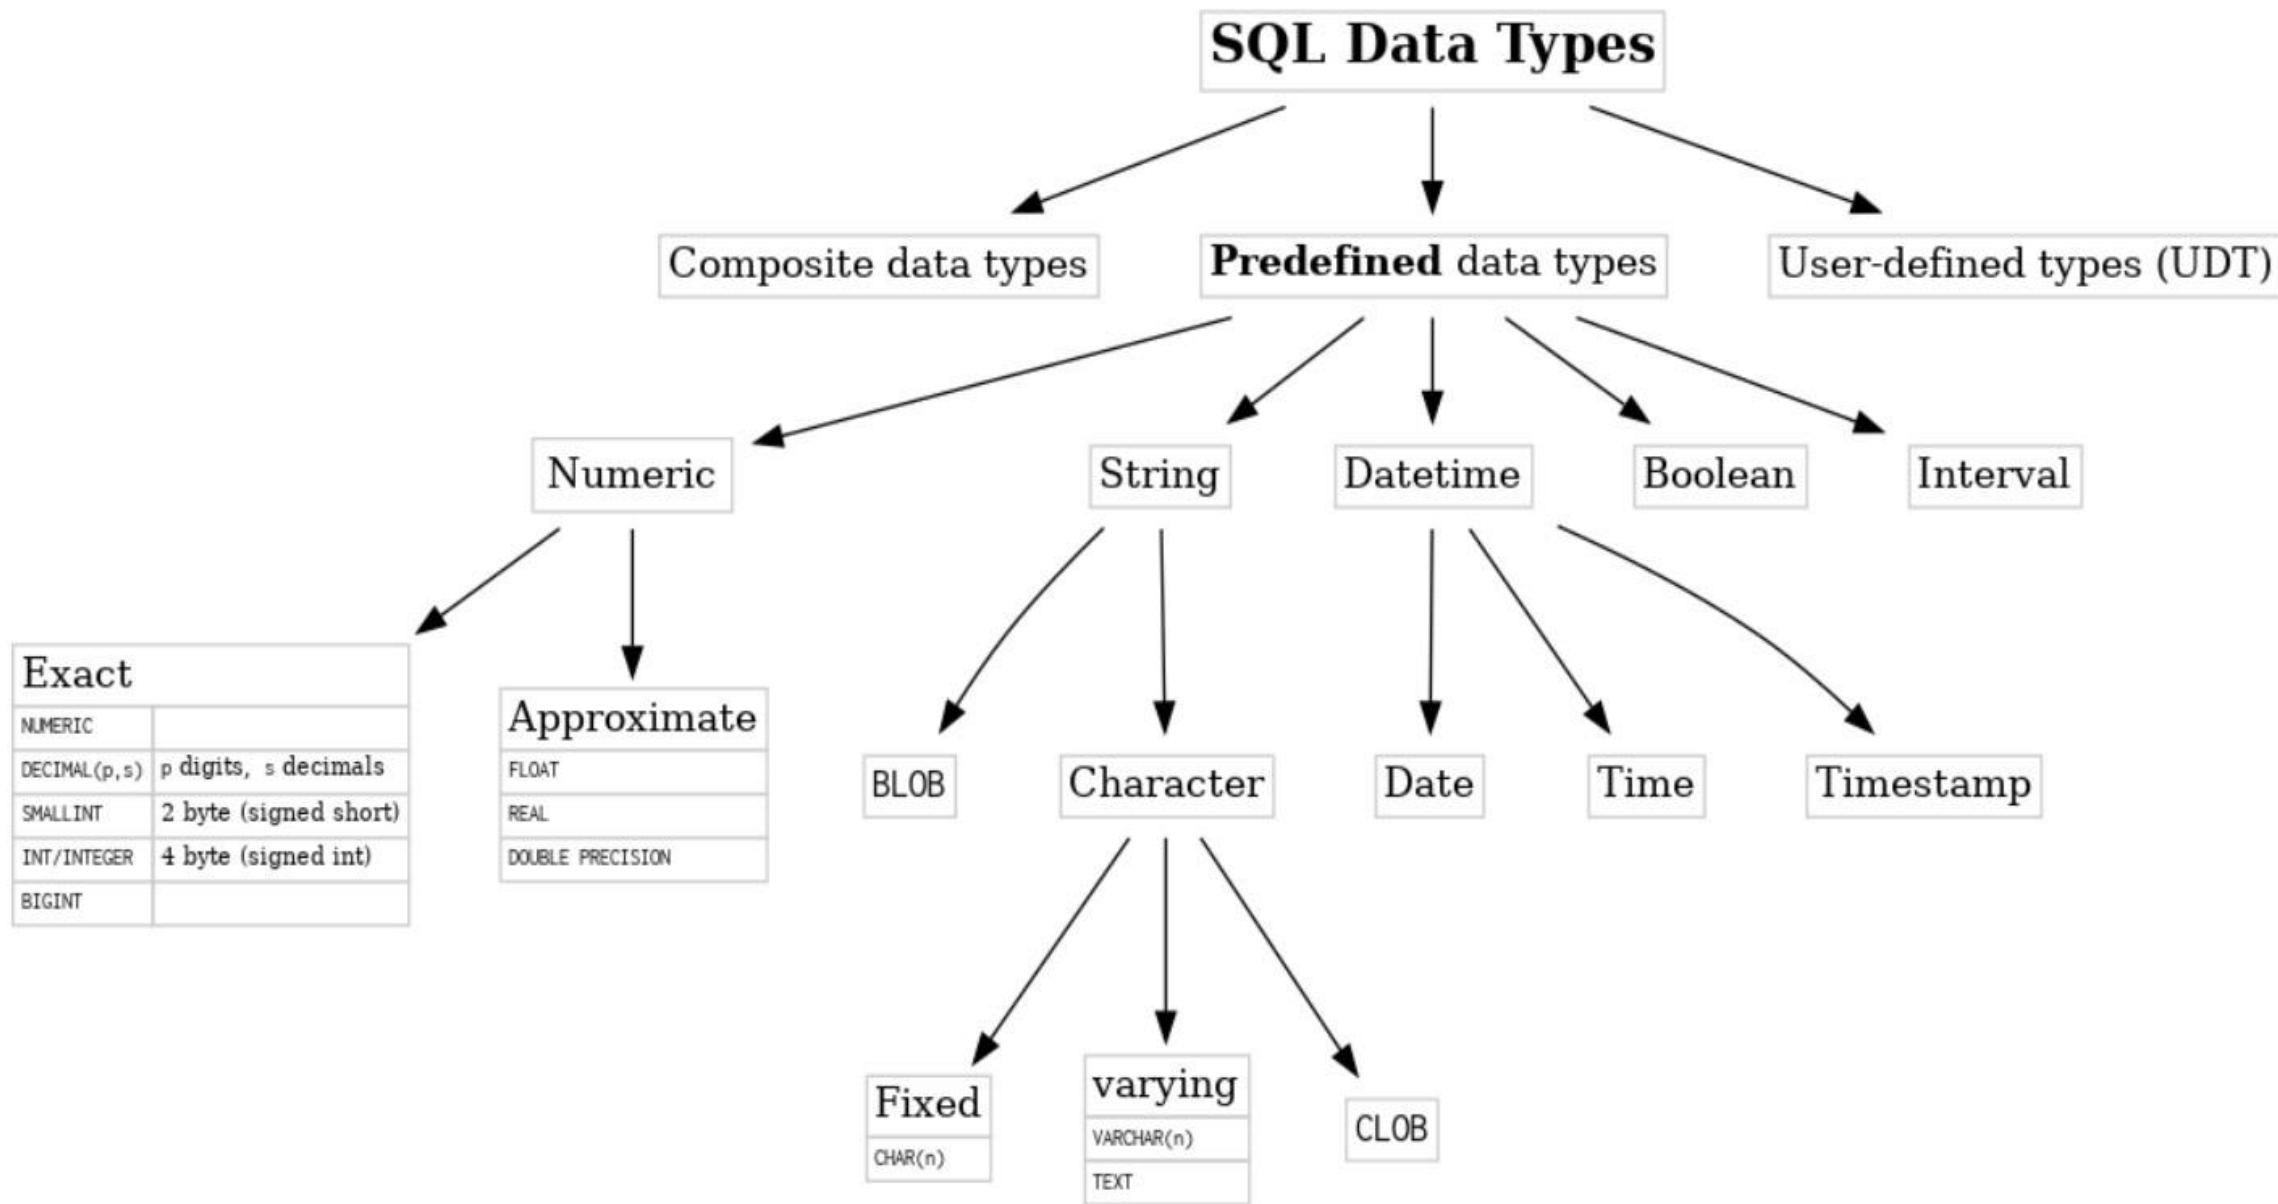 SQL Data Types
Composite data types
Predefined data types
User-defined types (UDT)
Numeric
String
Datetime
Boolean
Interval
Exact
NUMERIC
DECIMAL(p,s) p digits, s decimals
SMALLINT 2 byte (signed short)
INT/INTEGER 4 byte (signed int)
BIGINT
Approximate
FLOAT
REAL
DOUBLE PRECISION
BLOB
Character
Date
Time
Timestamp
Fixed
CHAR(n)
varying
VARCHAR(n)
TEXT
CLOB